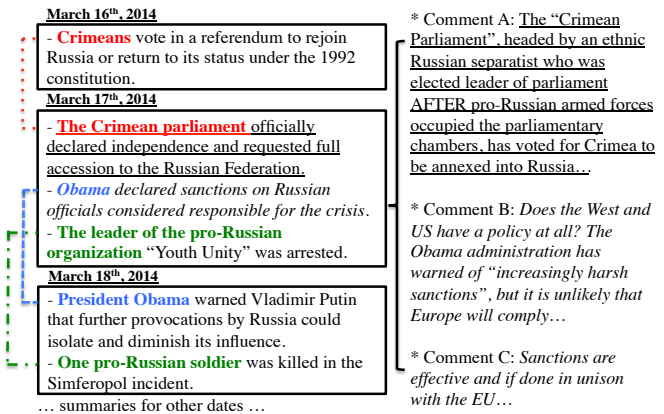 March 16th, 2014
- Crimeans vote in a referendum to rejoin
Russia or return to its status under the 1992
constitution.
March 17th, 2014
- The Crimean parliament officially
declared independence and requested full
accession to the Russian Federation.
- Obama declared sanctions on Russian
officials considered responsible for the crisis.
- The leader of the pro-Russian
organization “Youth Unity” was arrested.
March 18th, 2014
- President Obama warned Vladimir Putin
that further provocations by Russia could
isolate and diminish its influence.
- One pro-Russian soldier was killed in the
Simferopol incident.
… summaries for other dates …
* Comment A: The “Crimean
Parliament”, headed by an ethnic
Russian separatist who was
elected leader of parliament
AFTER pro-Russian armed forces
occupied the parliamentary
chambers, has voted for Crimea to
be annexed into Russia…
* Comment B: Does the West and
US have a policy at all? The
Obama administration has
warned of “increasingly harsh
sanctions”, but it is unlikely that
Europe will comply…
* Comment C: Sanctions are
effective and if done in unison
with the EU…